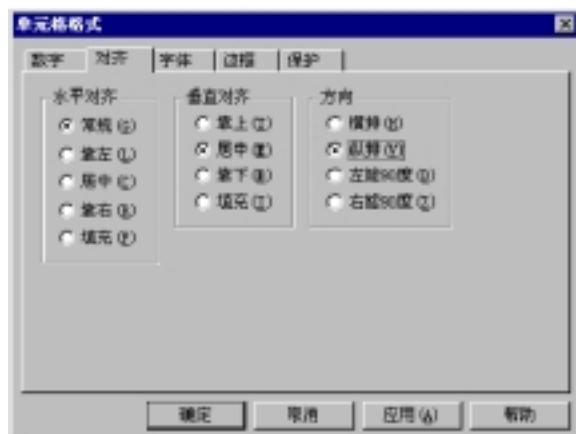 单元格格式
数字 对齐 字体 边框 保护
水平对齐 垂直对齐 方向
常规(G) 靠上(T) 横排(H)
靠左(L) 居中(M) 纵排(V)
居中(C) 靠下(B) 左旋90度(D)
靠右(R) 填充(I) 右旋90度(Z)
填充(F)
确定 取消 应用(A) 帮助